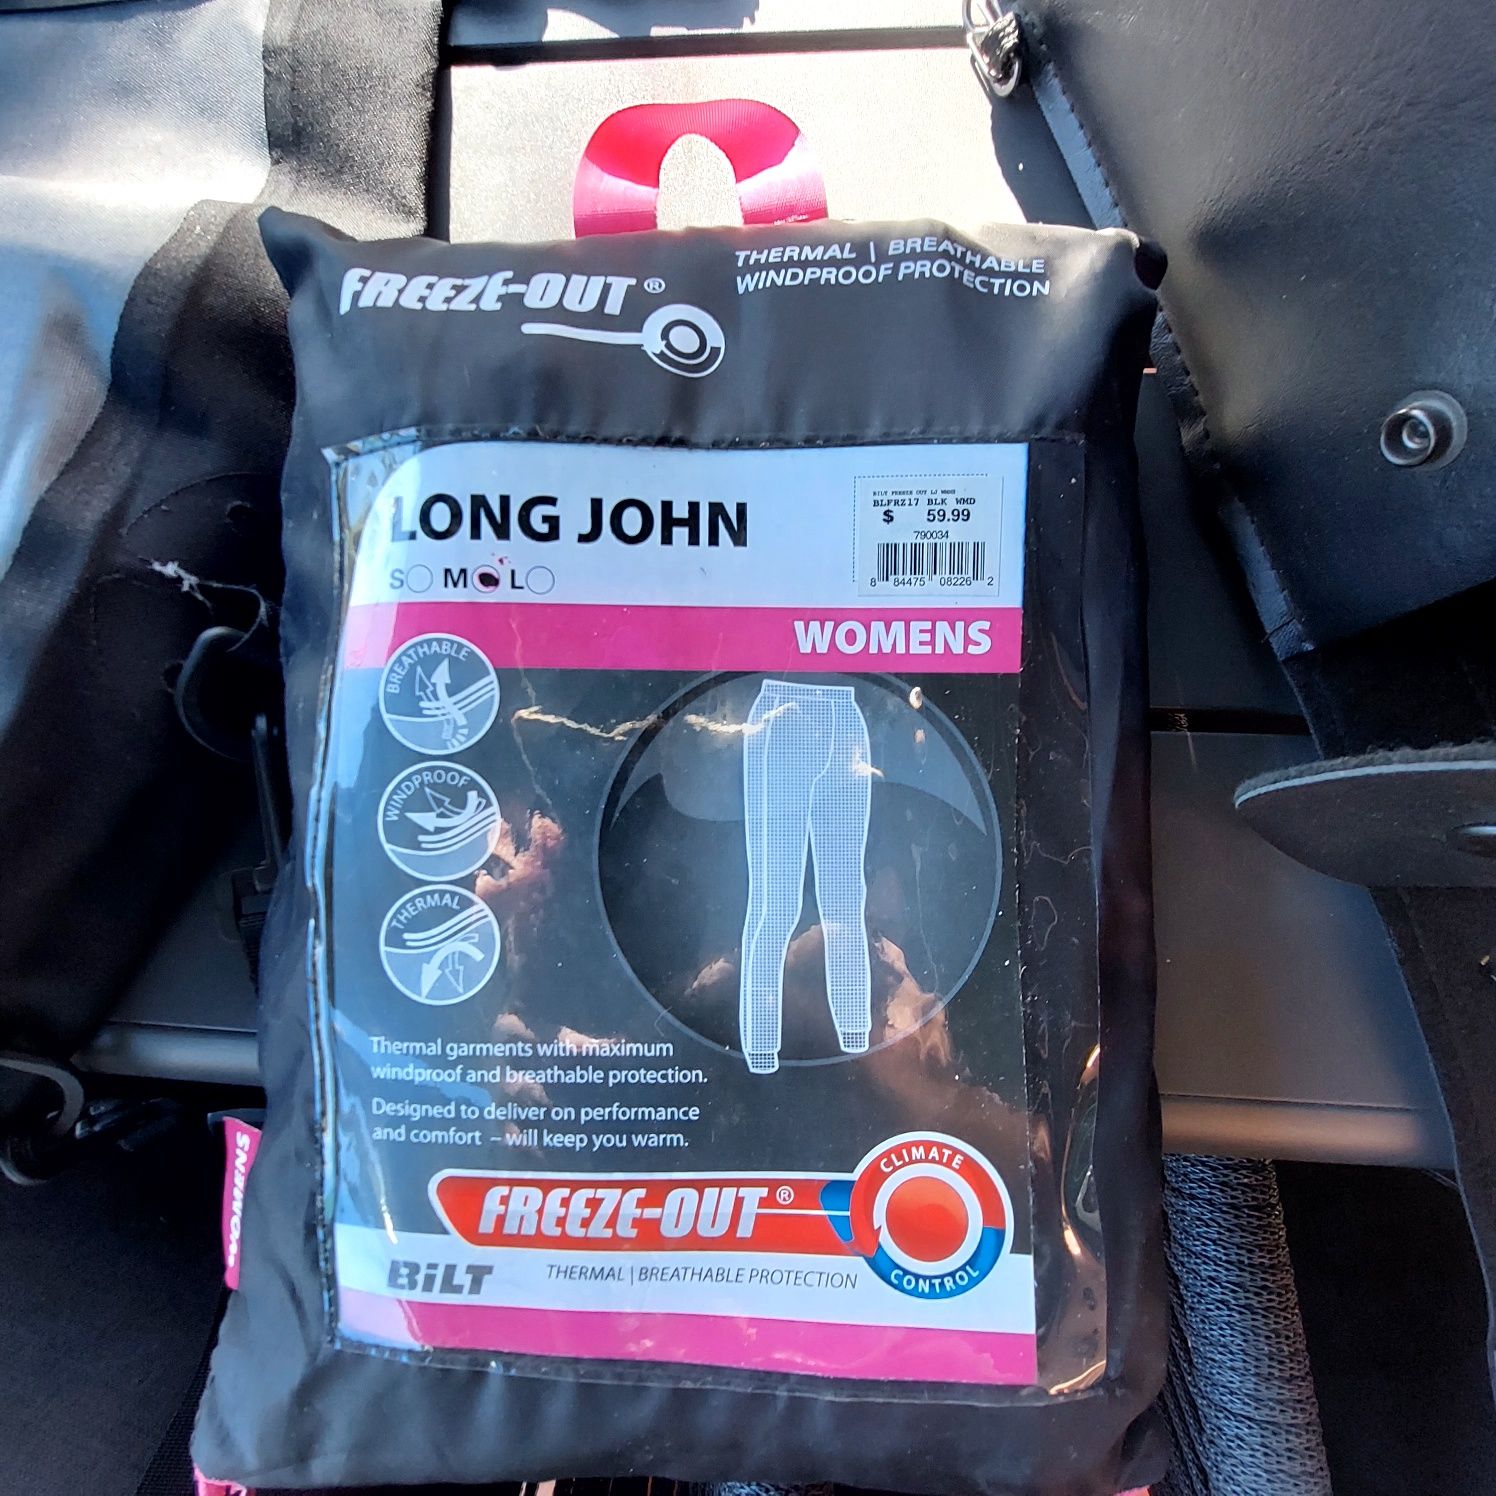 FREEZE-OUT®
THERMAL | BREATHABLE
WINDPROOF PROTECTION
LONG JOHN
S M L
BILT FREEZE OUT LJ WMNS
BLFRZ17 BLK WMD
$ 59.99
790034
8 84475 08226 2
WOMENS
BREATHABLE
WINDPROOF
THERMAL
Thermal garments with maximum
windproof and breathable protection.
Designed to deliver on performance
and comfort – will keep you warm.
FREEZE-OUT®
CLIMATE
CONTROL
BiLT
THERMAL | BREATHABLE PROTECTION
WOMENS